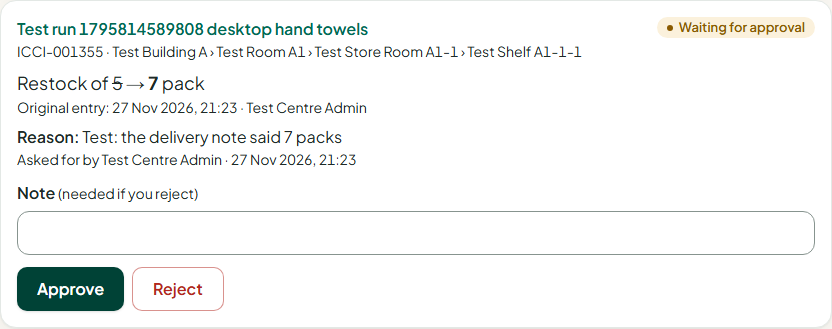 Test run 1795814589808 desktop hand towels
Waiting for approval
ICCI-001355 · Test Building A › Test Room A1 › Test Store Room A1-1 › Test Shelf A1-1-1
Restock of 5 → 7 pack
Original entry: 27 Nov 2026, 21:23 · Test Centre Admin
Reason: Test: the delivery note said 7 packs
Asked for by Test Centre Admin · 27 Nov 2026, 21:23
Note (needed if you reject)
Approve
Reject